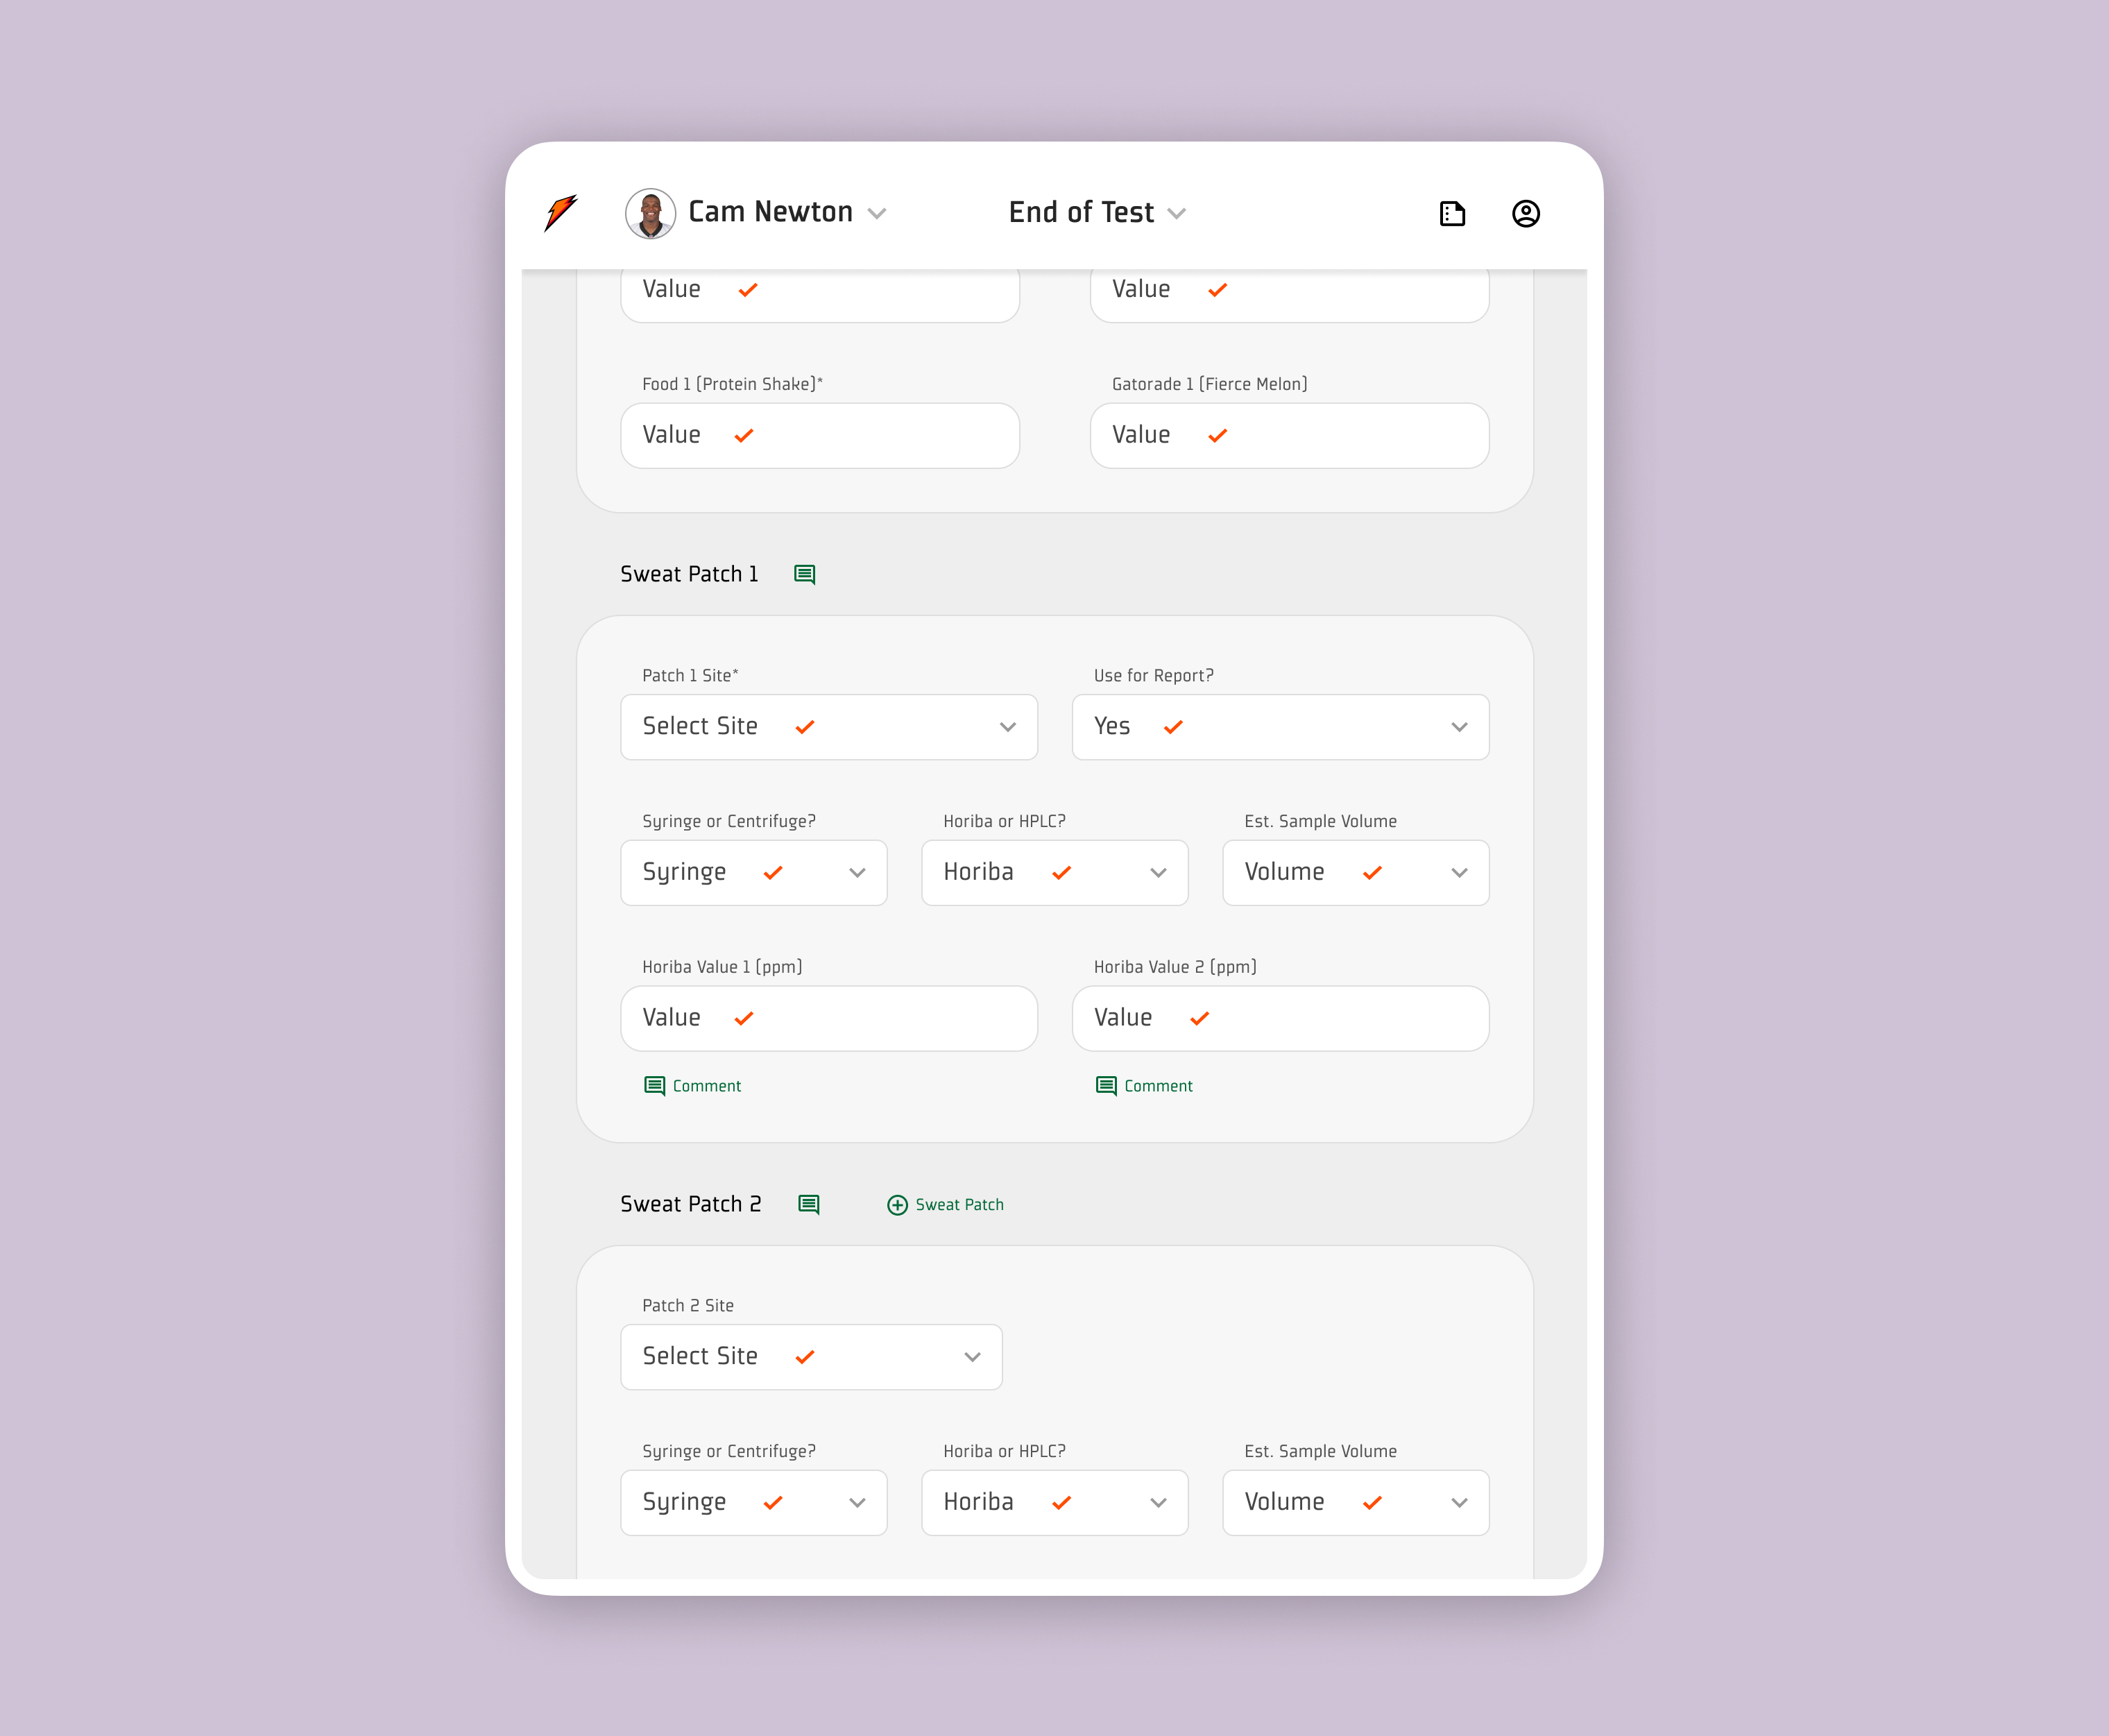 Cam Newton
End of Test
Value
Value
Food 1 (Protein Shake)*
Gatorade 1 (Fierce Melon)
Value
Value
Sweat Patch 1
Patch 1 Site*
Use for Report?
Select Site
Yes
Syringe or Centrifuge?
Horiba or HPLC?
Est. Sample Volume
Syringe
Horiba
Volume
Horiba Value 1 (ppm)
Horiba Value 2 (ppm)
Value
Value
Comment
Comment
Sweat Patch 2
Sweat Patch
Patch 2 Site
Select Site
Syringe or Centrifuge?
Horiba or HPLC?
Est. Sample Volume
Syringe
Horiba
Volume